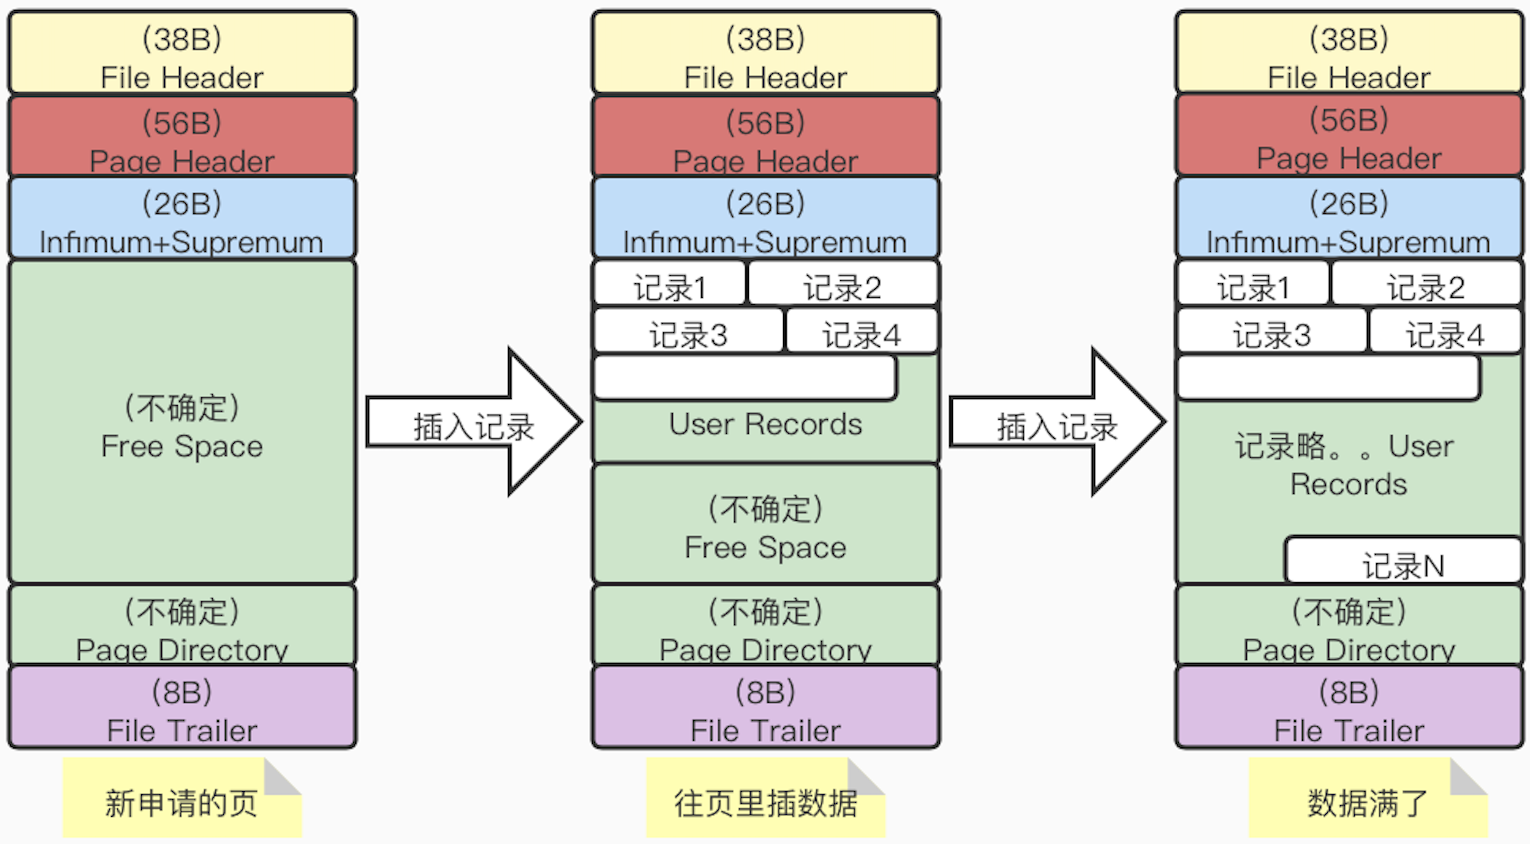 (38B)
File Header
(56B)
Page Header
(26B)
Infimum+Supremum
(不确定)
Free Space
(不确定)
Page Directory
(8B)
File Trailer
新申请的页
插入记录
(38B)
File Header
(56B)
Page Header
(26B)
Infimum+Supremum
记录1
记录2
记录3
记录4
User Records
(不确定)
Free Space
(不确定)
Page Directory
(8B)
File Trailer
往页里插数据
插入记录
(38B)
File Header
(56B)
Page Header
(26B)
Infimum+Supremum
记录1
记录2
记录3
记录4
记录略。。User
Records
记录N
(不确定)
Page Directory
(8B)
File Trailer
数据满了